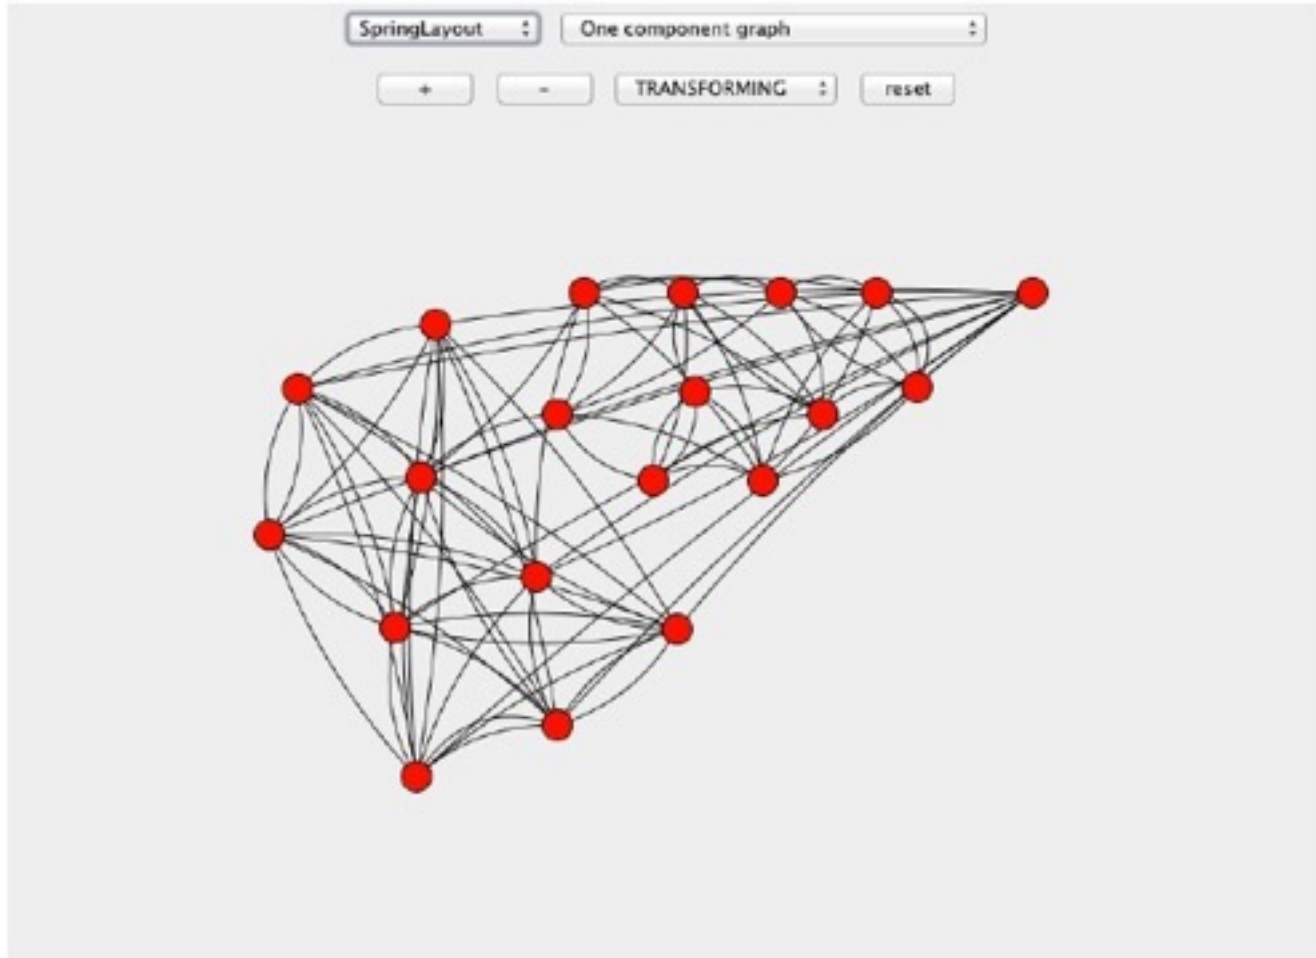 SpringLayout One component graph
+ - TRANSFORMING reset